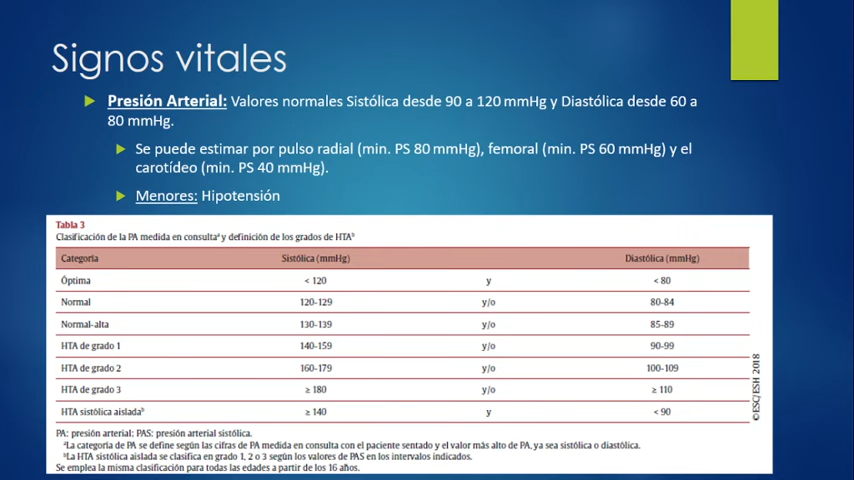 Signos vitales
Presión Arterial: Valores normales Sistólica desde 90 a 120 mmHg y Diastólica desde 60 a
80 mmHg.
Se puede estimar por pulso radial (min. PS 80 mmHg), femoral (min. PS 60 mmHg) y el
carotídeo (min. PS 40 mmHg).
Menores: Hipotensión
Tabla 3
Clasificación de la PA medida en consultaª y definición de los grados de HTAᵇ
Categoría Sistólica (mmHg) Diastólica (mmHg)
Óptima < 120 y < 80
Normal 120-129 y/o 80-84
Normal-alta 130-139 y/o 85-89
HTA de grado 1 140-159 y/o 90-99
HTA de grado 2 160-179 y/o 100-109
HTA de grado 3 ≥ 180 y/o ≥ 110
HTA sistólica aisladaᵇ ≥ 140 y < 90
©ESC/ESH 2018
PA: presión arterial; PAS: presión arterial sistólica.
ªLa categoría de PA se define según las cifras de PA medida en consulta con el paciente sentado y el valor más alto de PA, ya sea sistólica o diastólica.
ᵇLa HTA sistólica aislada se clasifica en grado 1, 2 o 3 según los valores de PAS en los intervalos indicados.
Se emplea la misma clasificación para todas las edades a partir de los 16 años.